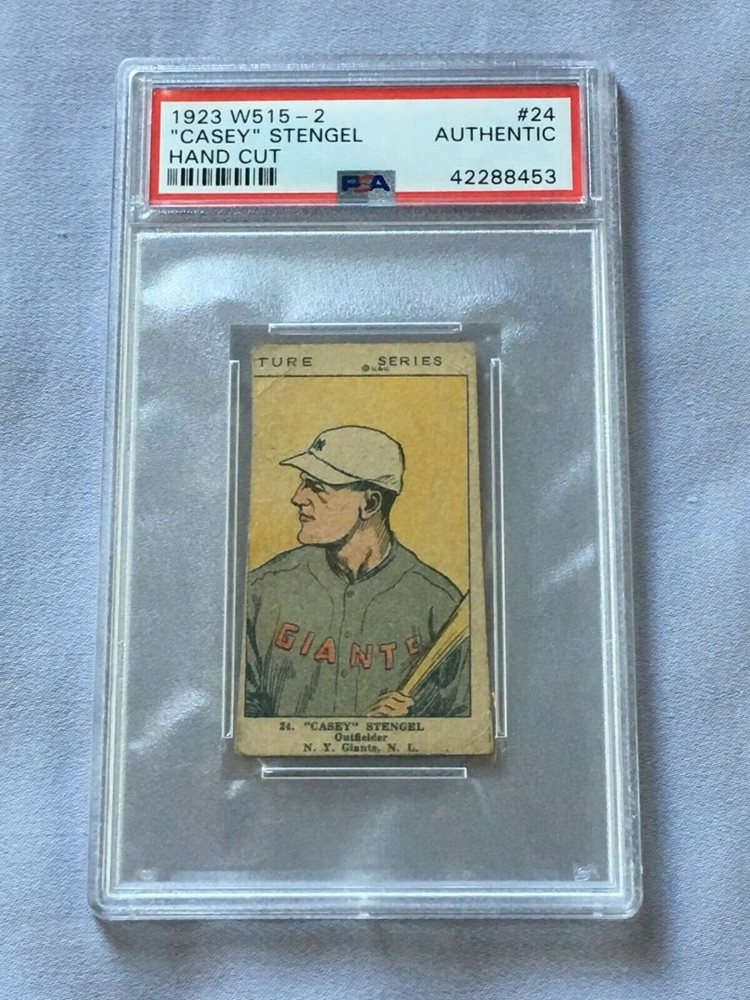 1923 W515-2 #24
"CASEY" STENGEL AUTHENTIC
HAND CUT
PSA 42288453
TURE SERIES
© U&U.
NY
GIANTS
24. "CASEY" STENGEL
Outfielder
N. Y. Giants, N. L.